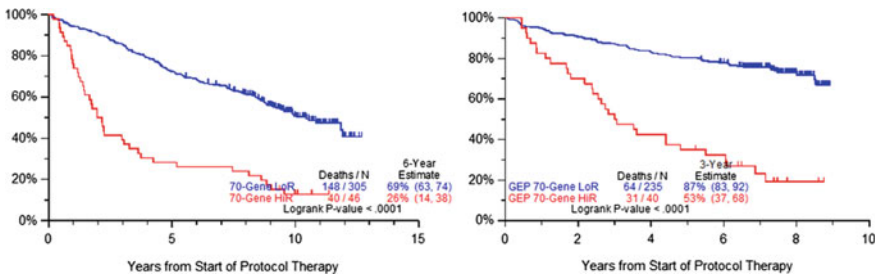 100%
80%
60%
40%
20%
0%
6-Year
Deaths / N Estimate
70-Gene LoR 148 / 305 69% (63, 74)
70-Gene HiR 40 / 46 26% (14, 38)
Logrank P-value < .0001
0 5 10 15
Years from Start of Protocol Therapy
100%
80%
60%
40%
20%
0%
3-Year
Deaths / N Estimate
GEP 70-Gene LoR 64 / 235 87% (83, 92)
GEP 70-Gene HiR 31 / 40 53% (37, 68)
Logrank P-value < .0001
0 2 4 6 8 10
Years from Start of Protocol Therapy